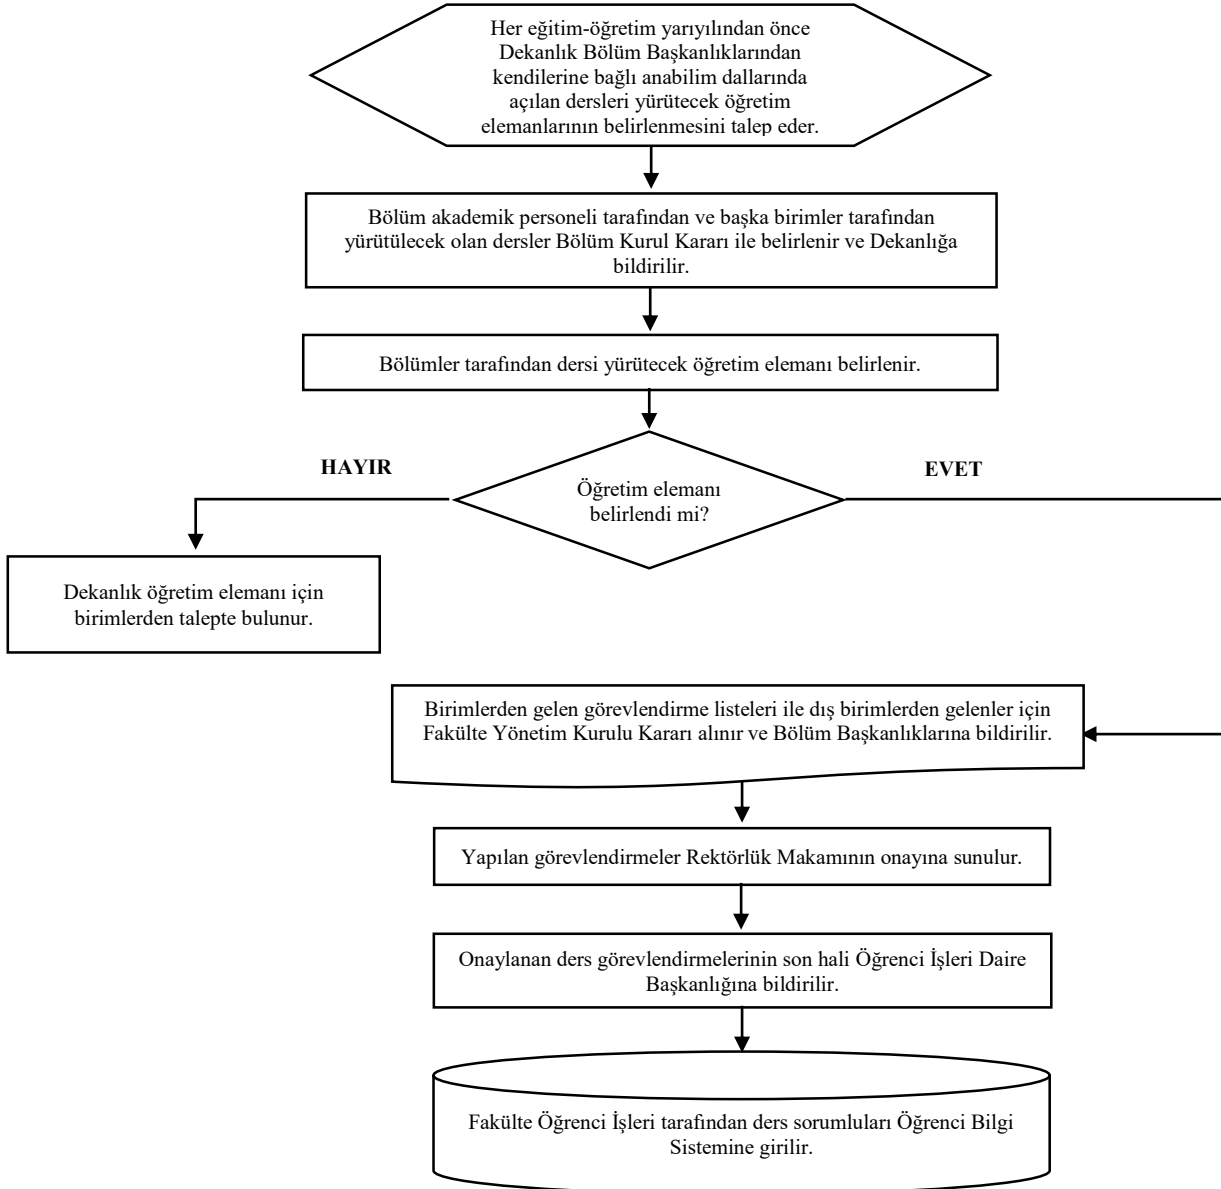 Her eğitim-öğretim yarıyılından önce
Dekanlık Bölüm Başkanlıklarından
kendilerine bağlı anabilim dallarında
açılan dersleri yürütecek öğretim
elemanlarının belirlenmesini talep eder.
Bölüm akademik personeli tarafından ve başka birimler tarafından
yürütülecek olan dersler Bölüm Kurul Kararı ile belirlenir ve Dekanlığa
bildirilir.
Bölümler tarafından dersi yürütecek öğretim elemanı belirlenir.
HAYIR
EVET
Öğretim elemanı
belirlendi mi?
Dekanlık öğretim elemanı için
birimlerden talepte bulunur.
Birimlerden gelen görevlendirme listeleri ile dış birimlerden gelenler için
Fakülte Yönetim Kurulu Kararı alınır ve Bölüm Başkanlıklarına bildirilir.
Yapılan görevlendirmeler Rektörlük Makamının onayına sunulur.
Onaylanan ders görevlendirmelerinin son hali Öğrenci İşleri Daire
Başkanlığına bildirilir.
Fakülte Öğrenci İşleri tarafından ders sorumluları Öğrenci Bilgi
Sistemine girilir.